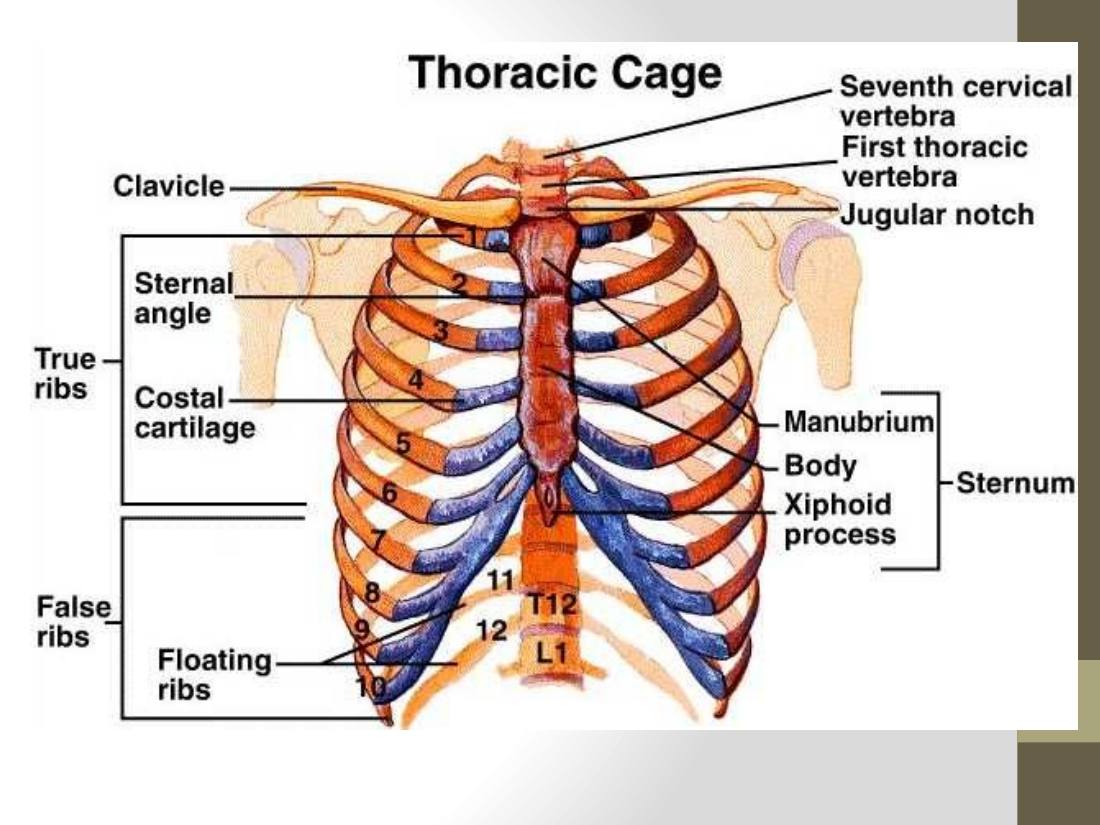 Thoracic Cage
Seventh cervical
vertebra
First thoracic
vertebra
Jugular notch
Clavicle
Sternal
angle
True
ribs
Costal
cartilage
1
2
3
4
5
6
7
8
9
10
11
12
T12
L1
Manubrium
Body
Xiphoid
process
Sternum
False
ribs
Floating
ribs